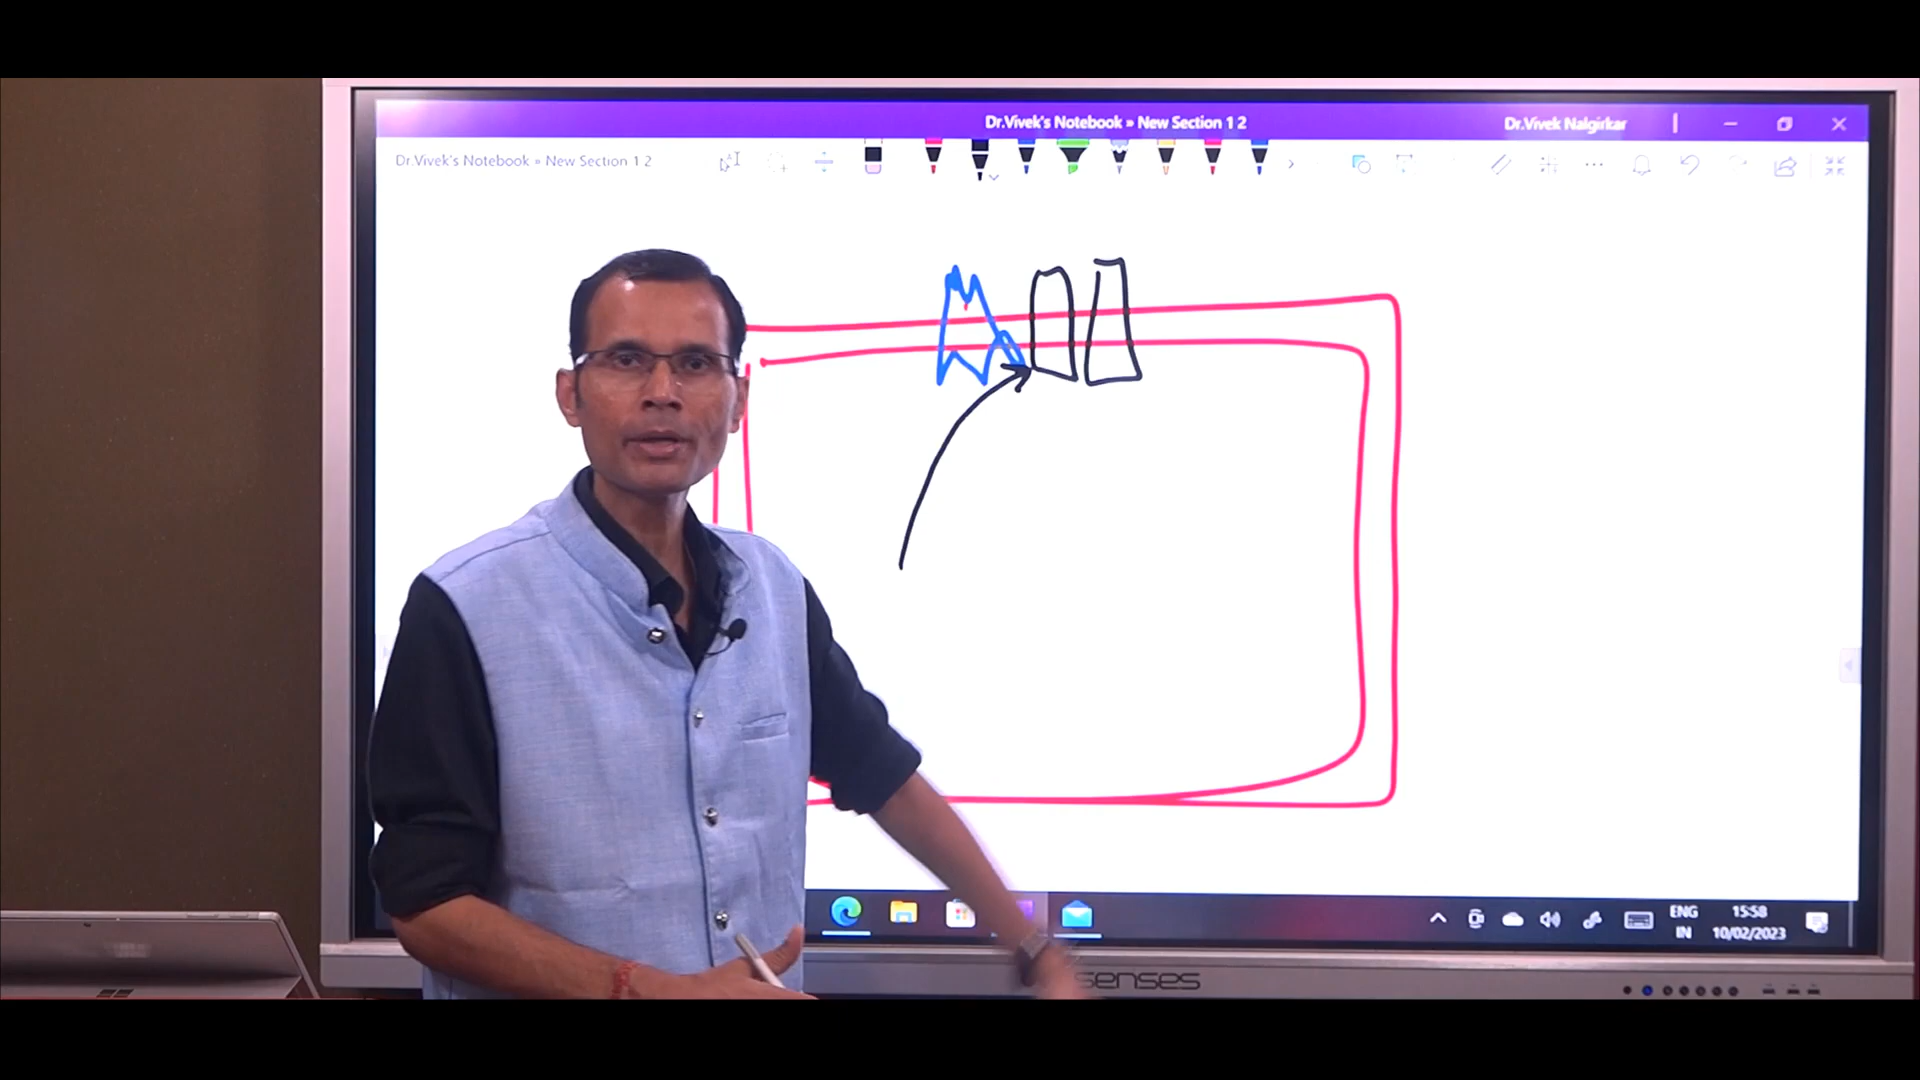 Dr.Vivek's Notebook » New Section 1 2
Dr.Vivek Nalgirkar
Dr.Vivek's Notebook » New Section 1 2
ENG
IN
15:58
10/02/2023
senses